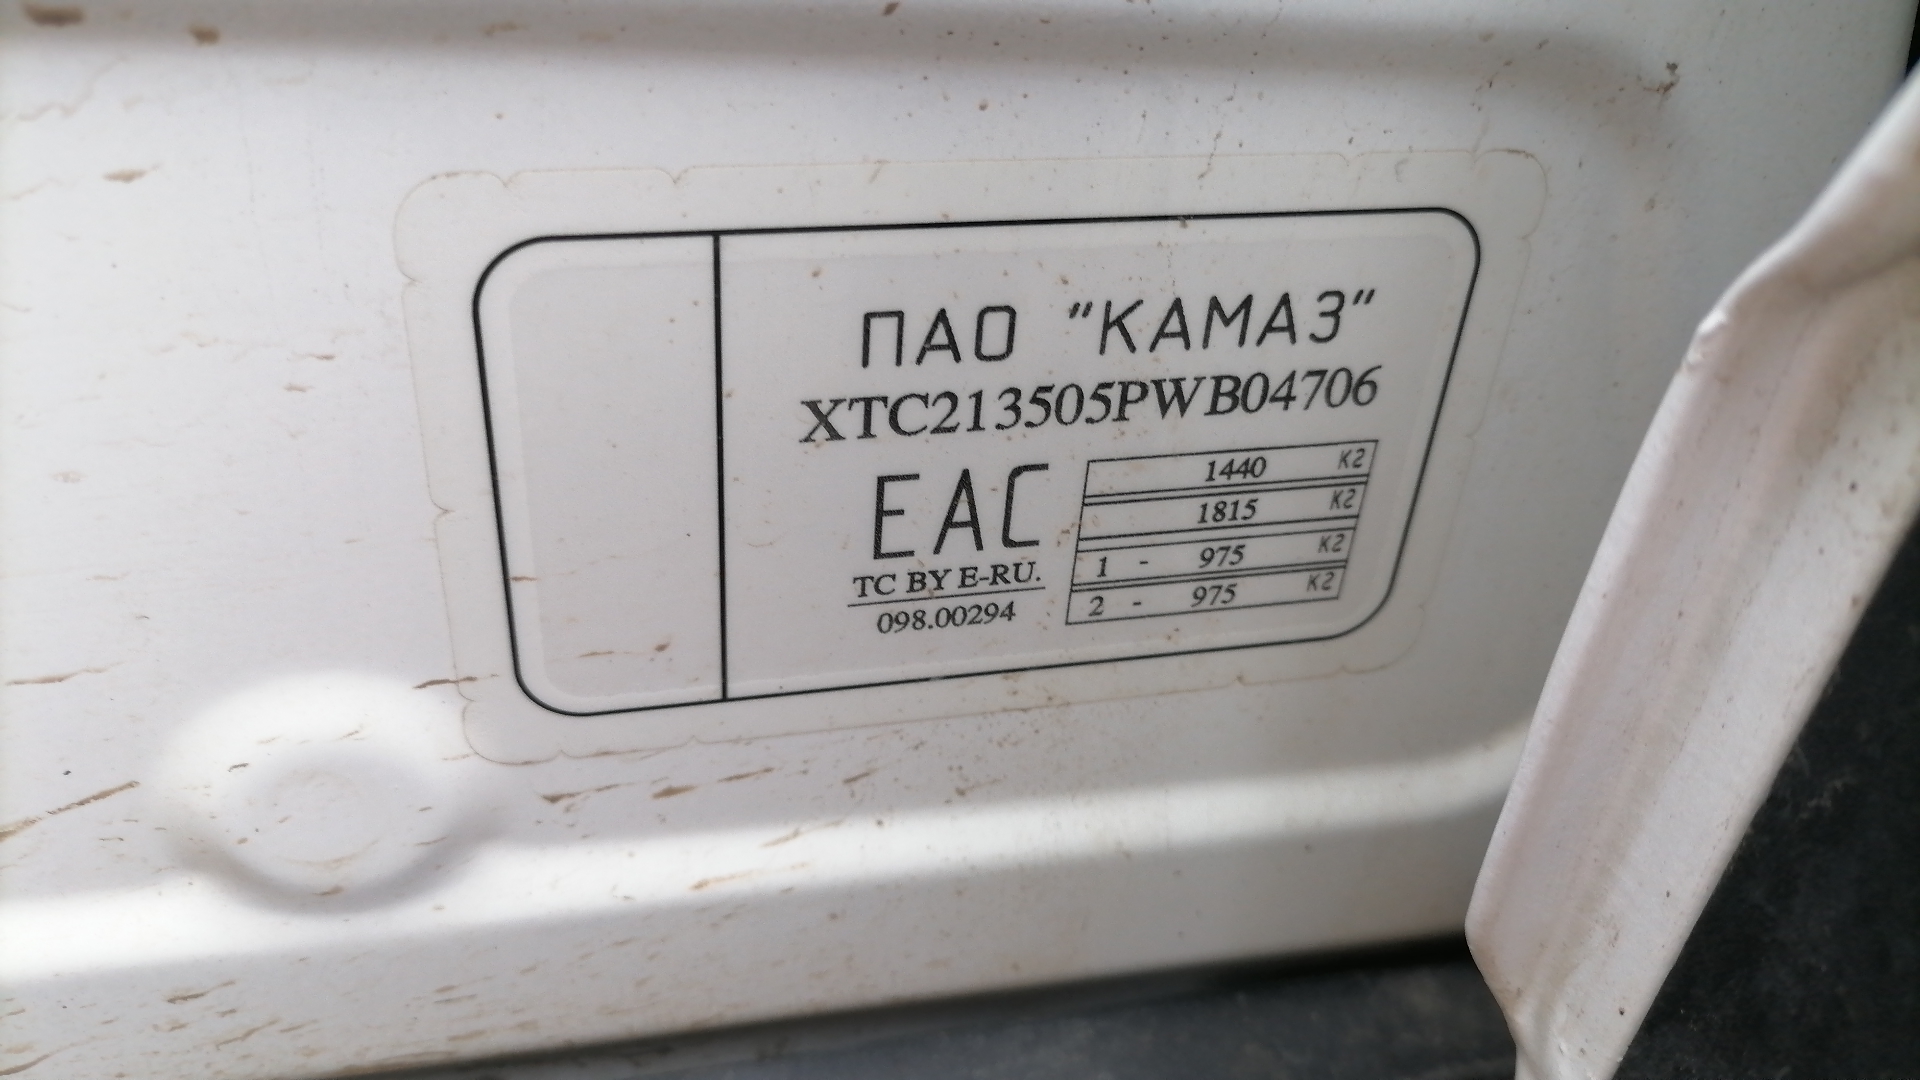 ПАО "КАМАЗ"
XTC213505PWB04706
EAC
TC BY E-RU.
098.00294
1440 кг
1815 кг
1 - 975 кг
2 - 975 кг